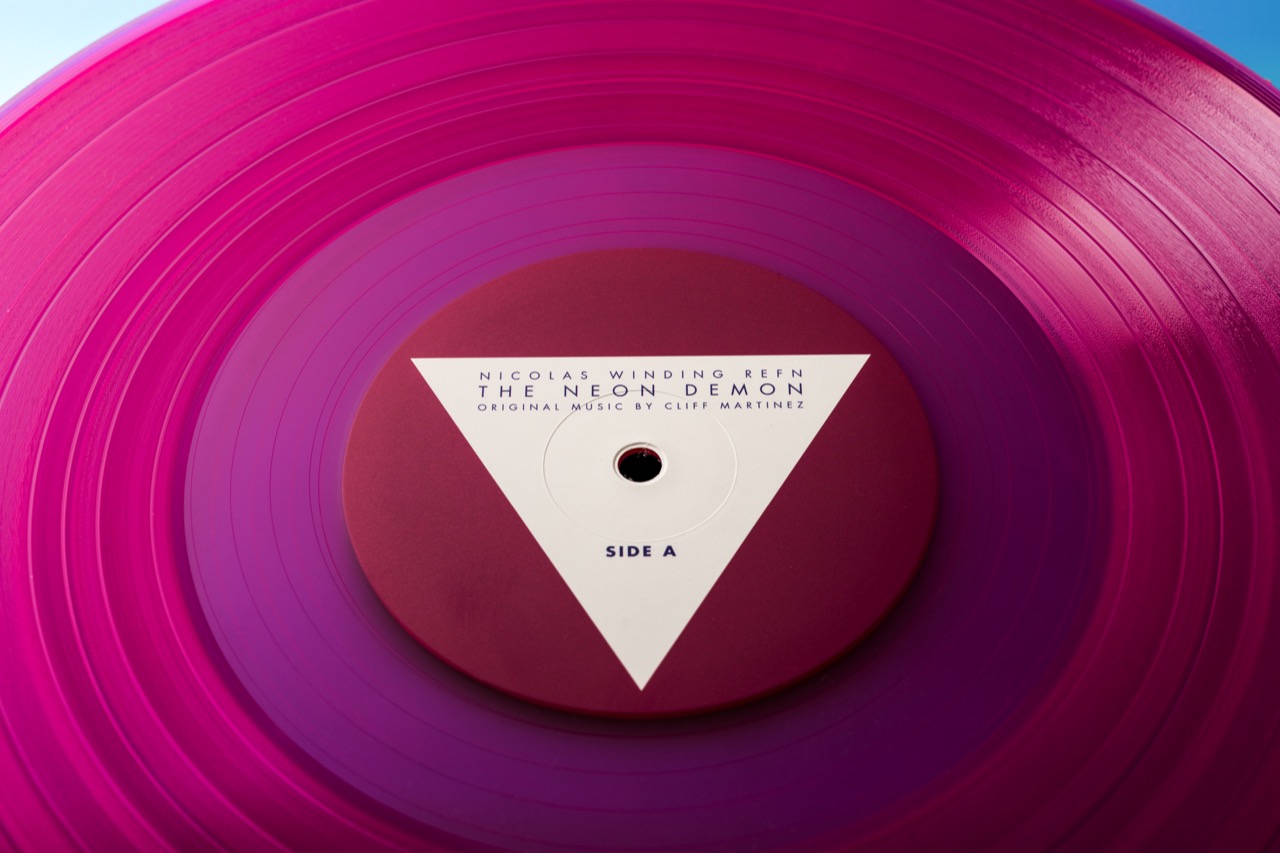 NICOLAS WINDING REFN
THE NEON DEMON
ORIGINAL MUSIC BY CLIFF MARTINEZ
SIDE A